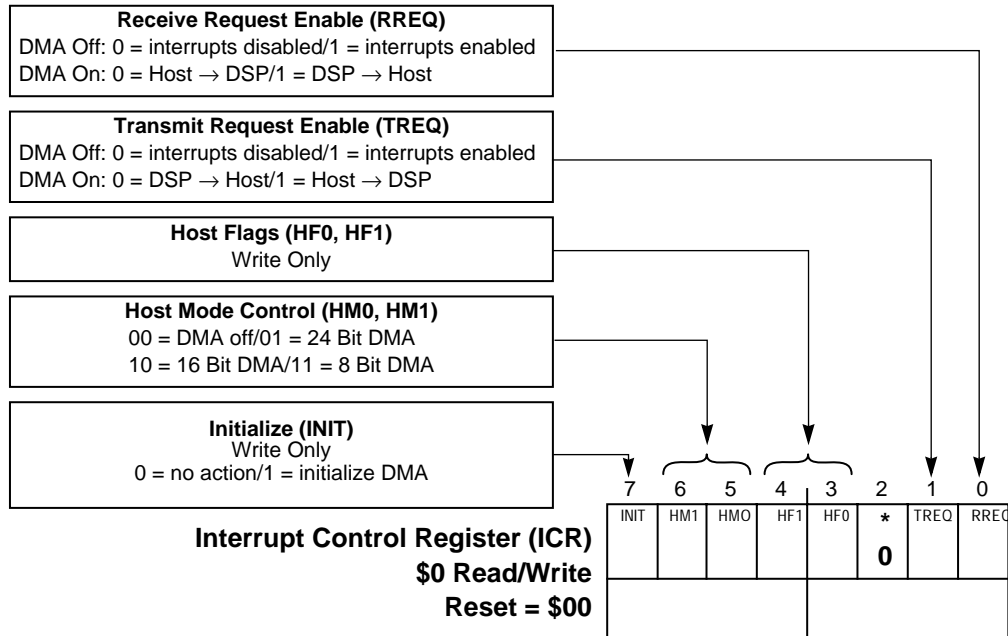 Receive Request Enable (RREQ)
DMA Off: 0 = interrupts disabled/1 = interrupts enabled
DMA On: 0 = Host → DSP/1 = DSP → Host
Transmit Request Enable (TREQ)
DMA Off: 0 = interrupts disabled/1 = interrupts enabled
DMA On: 0 = DSP → Host/1 = Host → DSP
Host Flags (HF0, HF1)
Write Only
Host Mode Control (HM0, HM1)
00 = DMA off/01 = 24 Bit DMA
10 = 16 Bit DMA/11 = 8 Bit DMA
Initialize (INIT)
Write Only
0 = no action/1 = initialize DMA
7 6 5 4 3 2 1 0
INIT HM1 HMO HF1 HF0 * TREQ RREQ
0
Interrupt Control Register (ICR)
$0 Read/Write
Reset = $00